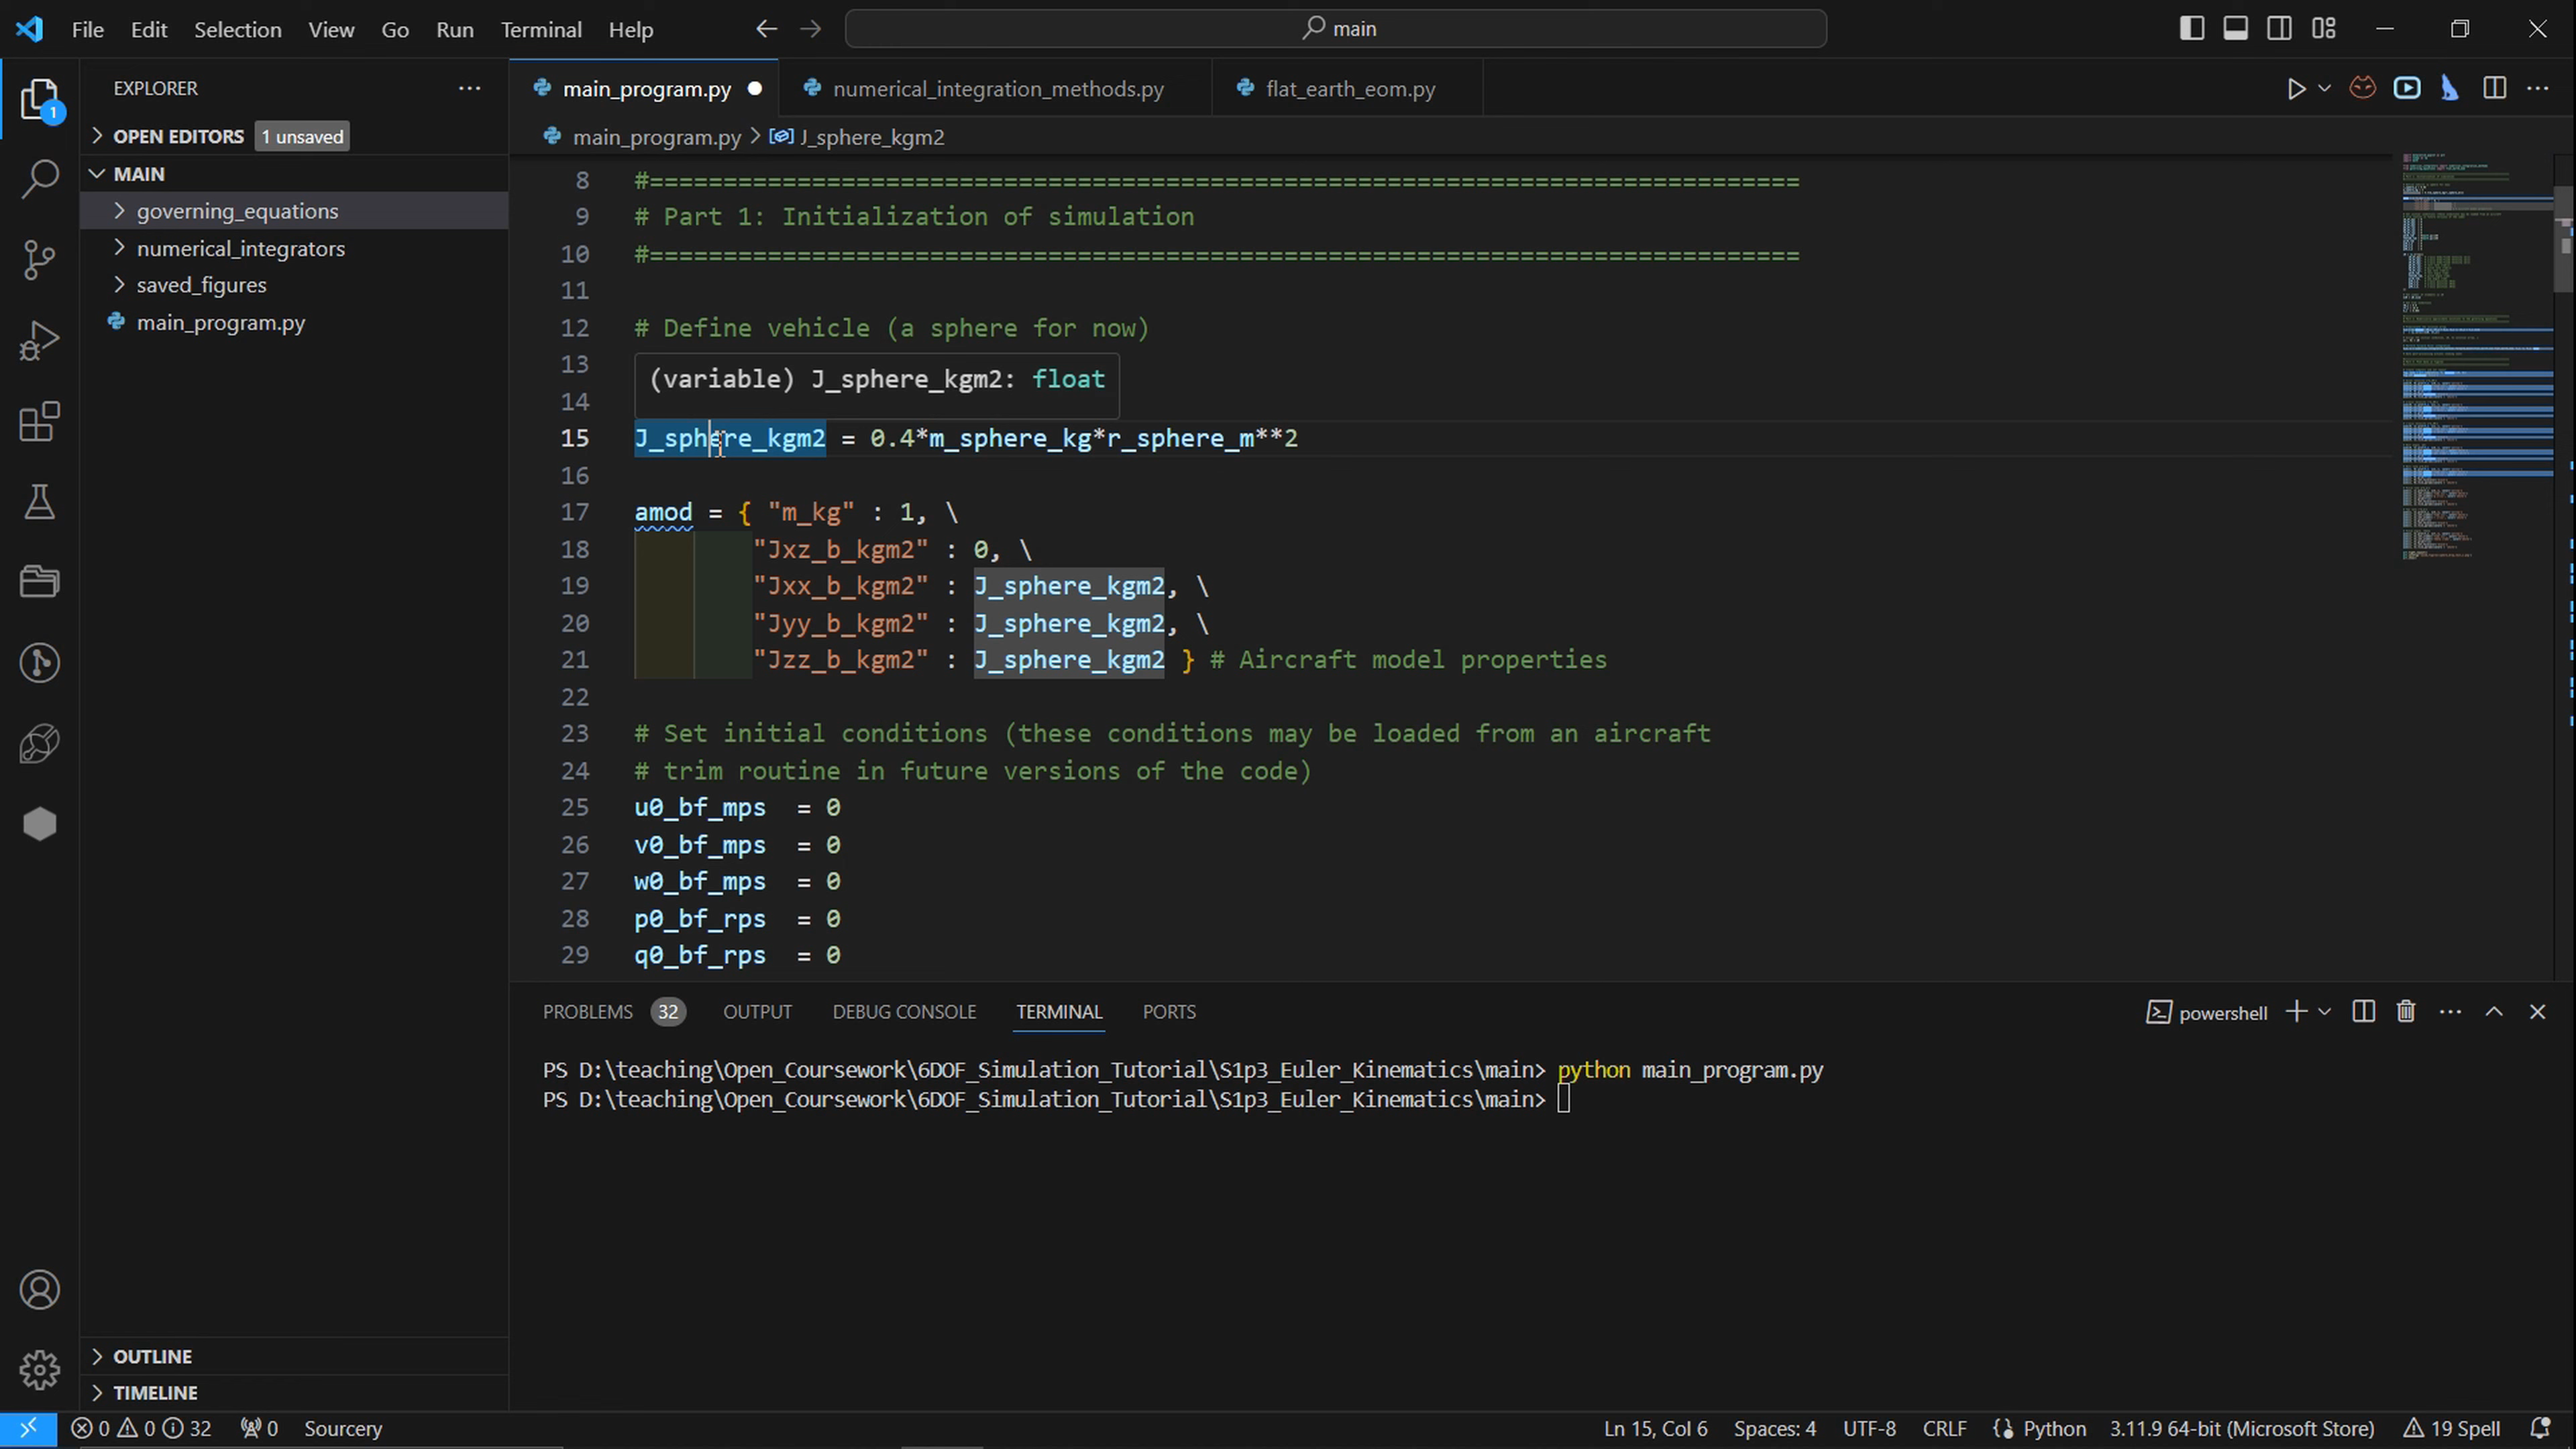 File Edit Selection View Go Run Terminal Help
main
EXPLORER
OPEN EDITORS 1 unsaved
MAIN
governing_equations
numerical_integrators
saved_figures
main_program.py
OUTLINE
TIMELINE
1
main_program.py numerical_integration_methods.py flat_earth_eom.py
main_program.py > J_sphere_kgm2
8 #==============================================================================
9 # Part 1: Initialization of simulation
10 #==============================================================================
11
12 # Define vehicle (a sphere for now)
13
(variable) J_sphere_kgm2: float
14
15 J_sphere_kgm2 = 0.4*m_sphere_kg*r_sphere_m**2
16
17 amod = { "m_kg" : 1, \
18 "Jxz_b_kgm2" : 0, \
19 "Jxx_b_kgm2" : J_sphere_kgm2, \
20 "Jyy_b_kgm2" : J_sphere_kgm2, \
21 "Jzz_b_kgm2" : J_sphere_kgm2 } # Aircraft model properties
22
23 # Set initial conditions (these conditions may be loaded from an aircraft
24 # trim routine in future versions of the code)
25 u0_bf_mps = 0
26 v0_bf_mps = 0
27 w0_bf_mps = 0
28 p0_bf_rps = 0
29 q0_bf_rps = 0
PROBLEMS 32 OUTPUT DEBUG CONSOLE TERMINAL PORTS
powershell
PS D:\teaching\Open_Coursework\6DOF_Simulation_Tutorial\S1p3_Euler_Kinematics\main> python main_program.py
PS D:\teaching\Open_Coursework\6DOF_Simulation_Tutorial\S1p3_Euler_Kinematics\main>
0 0 32 0 Sourcery Ln 15, Col 6 Spaces: 4 UTF-8 CRLF Python 3.11.9 64-bit (Microsoft Store) 19 Spell